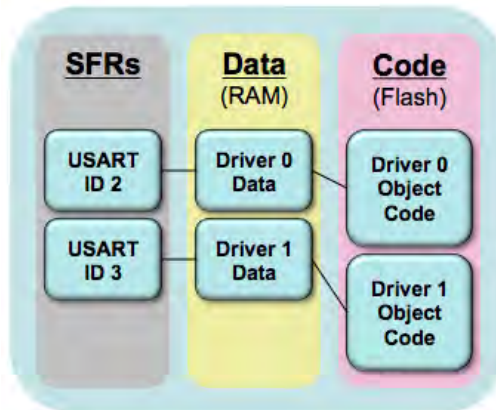 SFRs
Data
(RAM)
Code
(Flash)
USART
ID 2
Driver 0
Data
Driver 0
Object
Code
USART
ID 3
Driver 1
Data
Driver 1
Object
Code